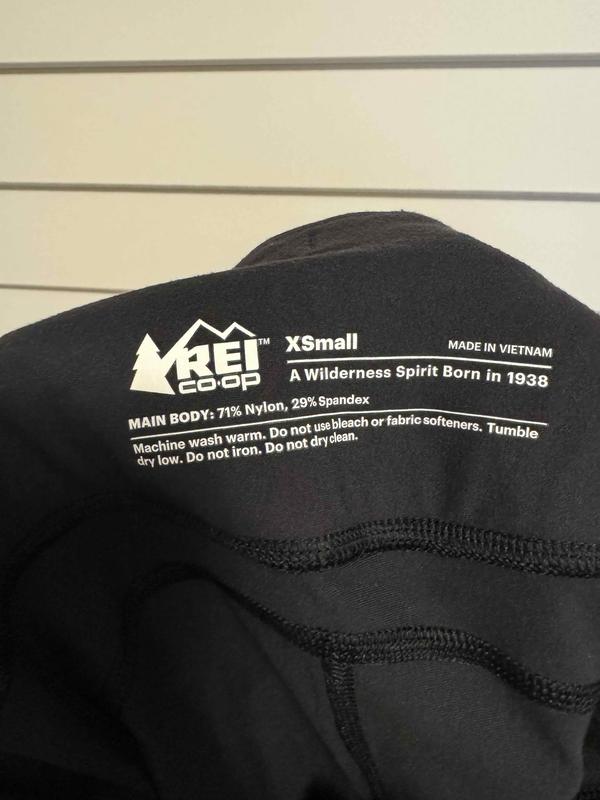 REI™
co·op
XSmall
MADE IN VIETNAM
A Wilderness Spirit Born in 1938
MAIN BODY: 71% Nylon, 29% Spandex
Machine wash warm. Do not use bleach or fabric softeners. Tumble
dry low. Do not iron. Do not dry clean.